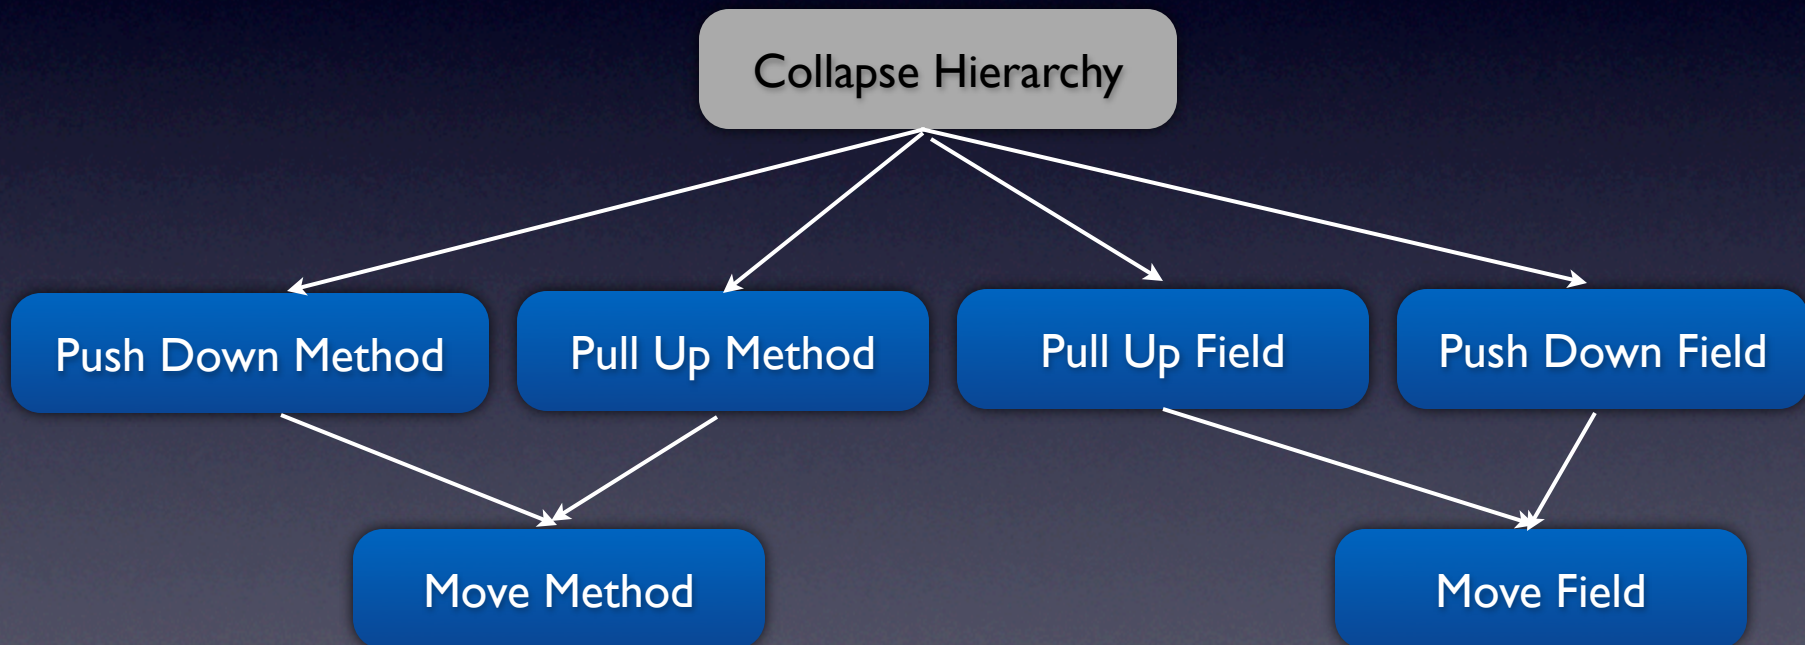 Collapse Hierarchy
Push Down Method
Pull Up Method
Pull Up Field
Push Down Field
Move Method
Move Field